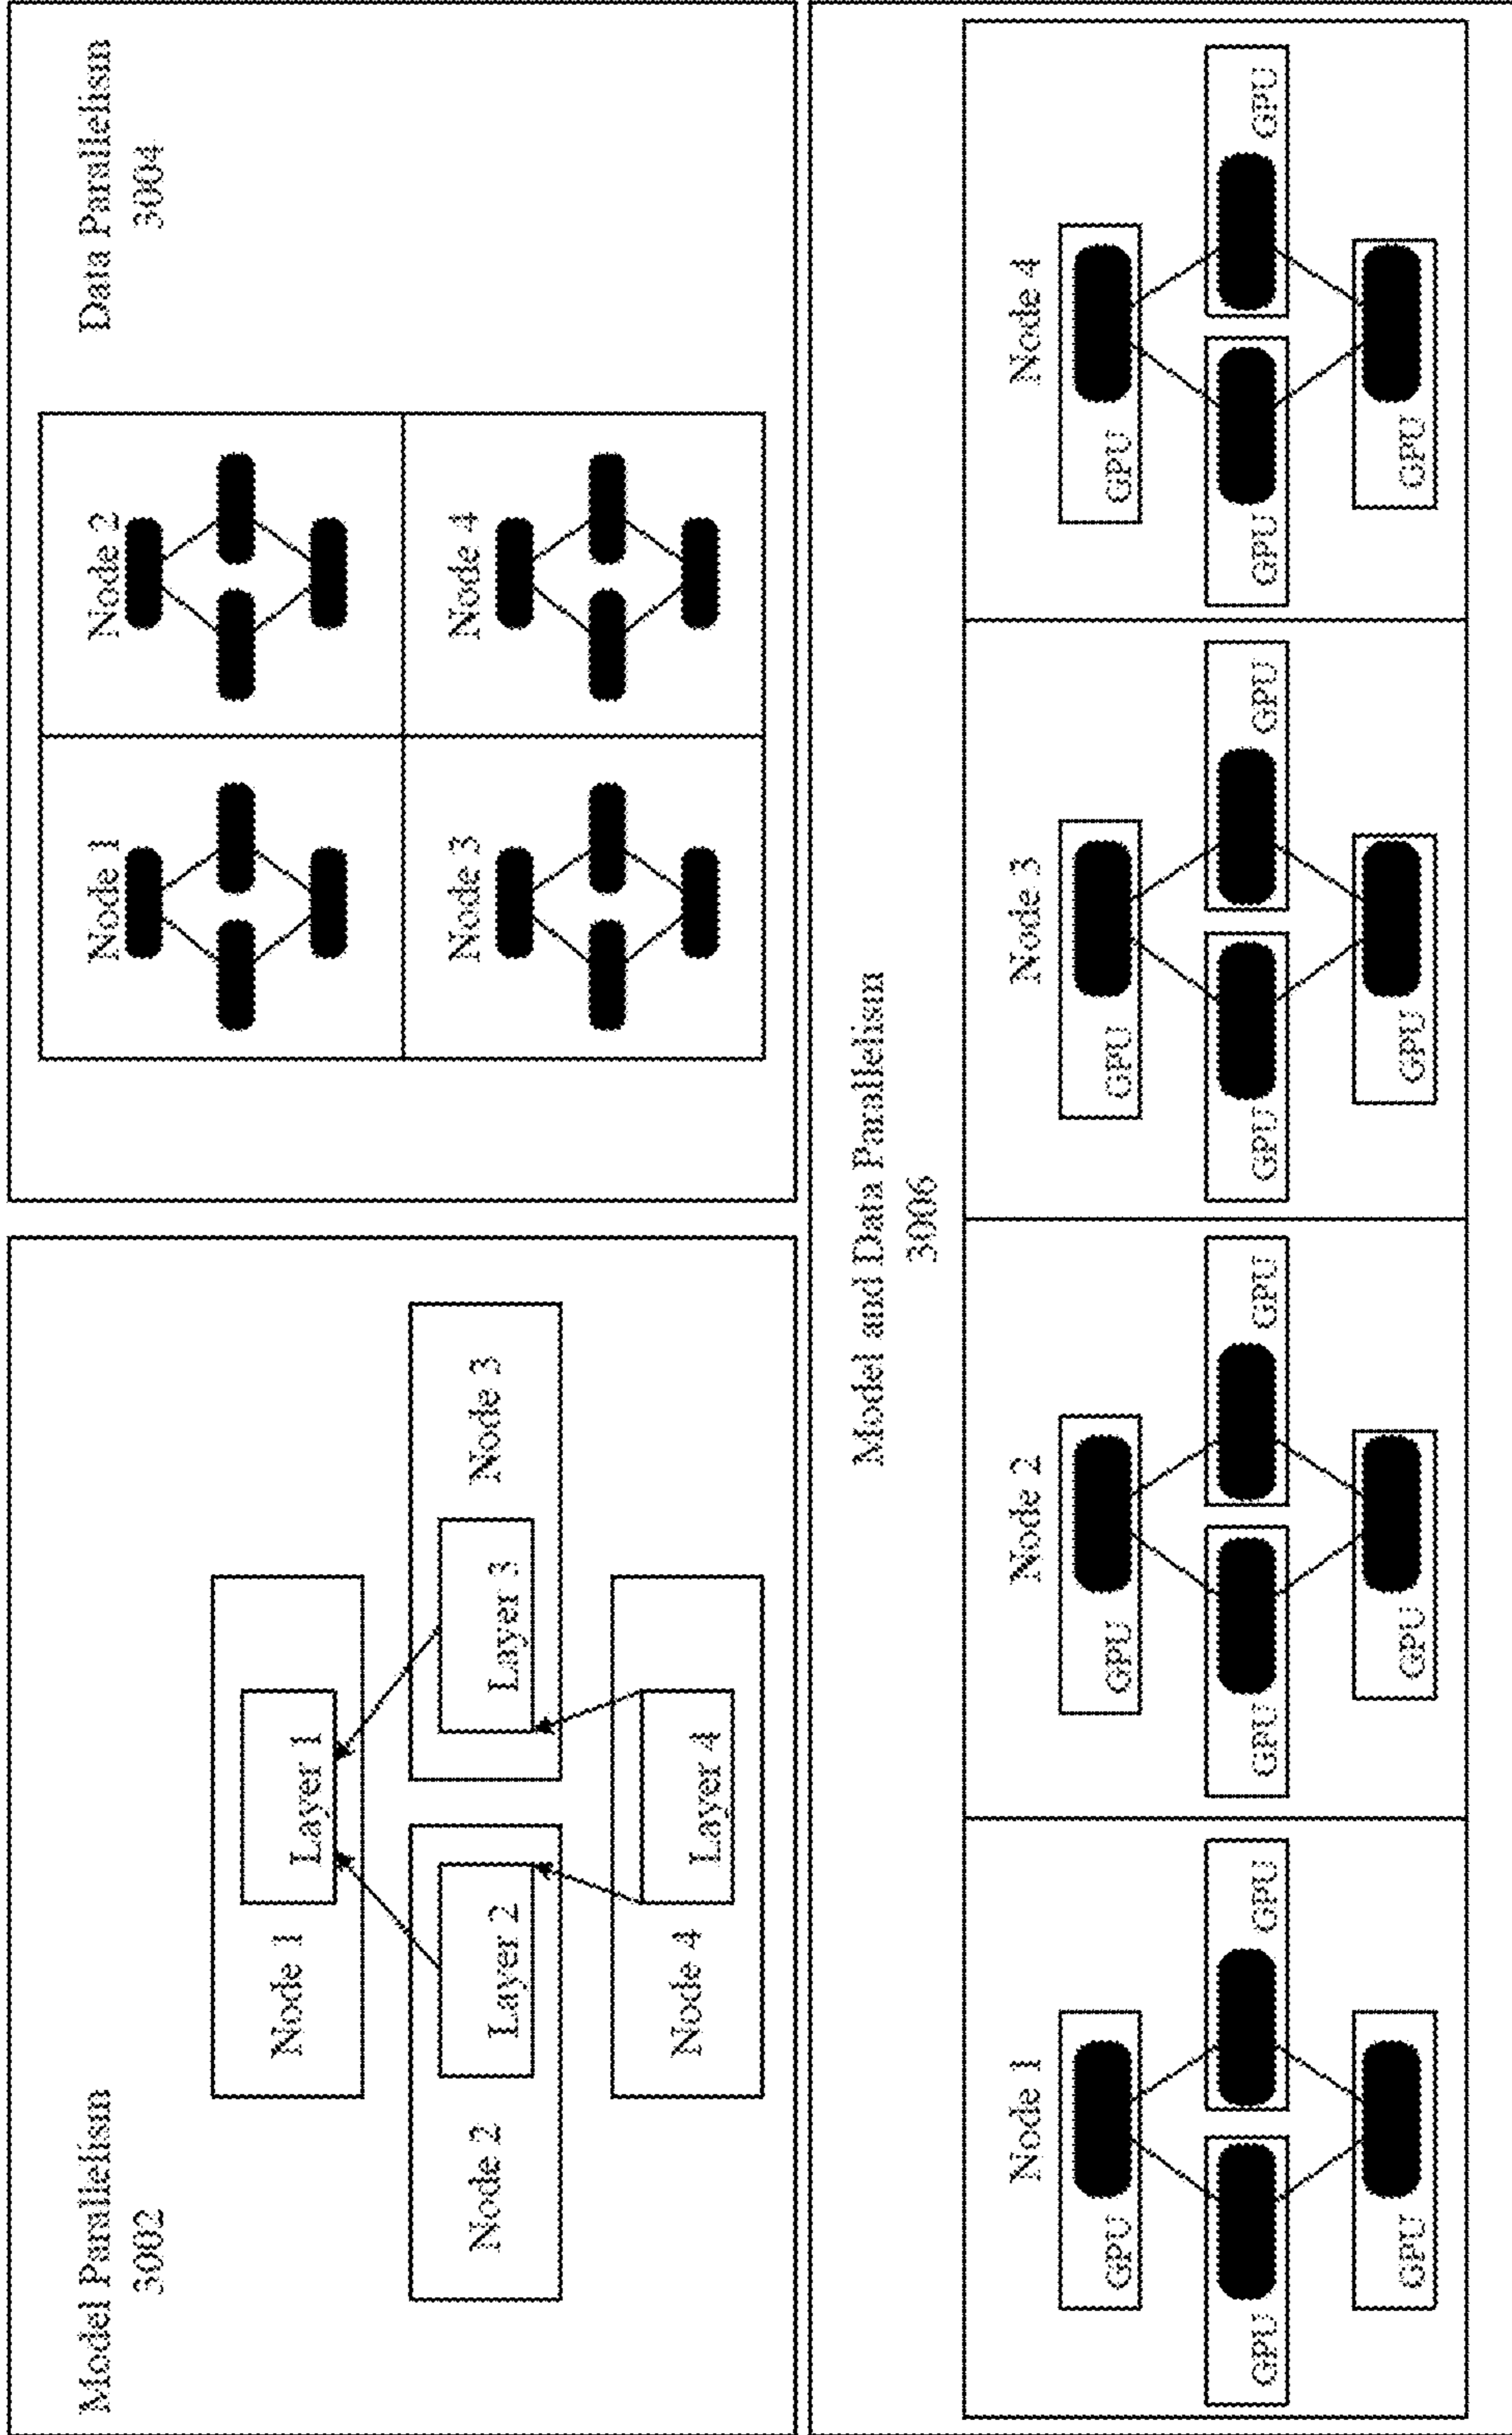 Model Parallelism
3002
Node 1
Layer 1
Node 2
Layer 2
Layer 3
Node 3
Node 4
Layer 4
Data Parallelism
3004
Node 1
Node 2
Node 3
Node 4
Model and Data Parallelism
3006
Node 1
GPU
GPU
GPU
GPU
Node 2
GPU
GPU
GPU
GPU
Node 3
GPU
GPU
GPU
GPU
Node 4
GPU
GPU
GPU
GPU